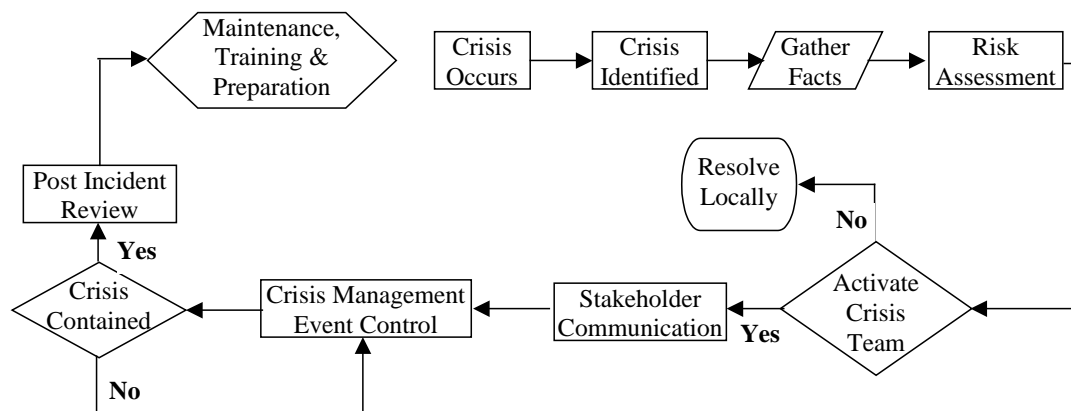 Maintenance,
Training &
Preparation
Crisis
Occurs
Crisis
Identified
Gather
Facts
Risk
Assessment
Resolve
Locally
No
Post Incident
Review
Yes
Crisis
Contained
No
Crisis Management
Event Control
Stakeholder
Communication
Yes
Activate
Crisis
Team